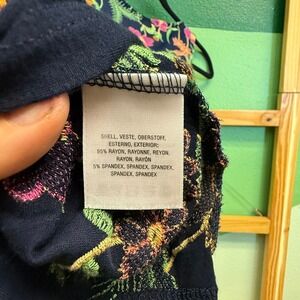 SHELL, VESTE, OBERSTOFF,
ESTERNO, EXTERIOR:
95% RAYON, RAYONNE, REYON,
RAYON, RAYÓN
5% SPANDEX, SPANDEX, SPANDEX,
SPANDEX, SPANDEX